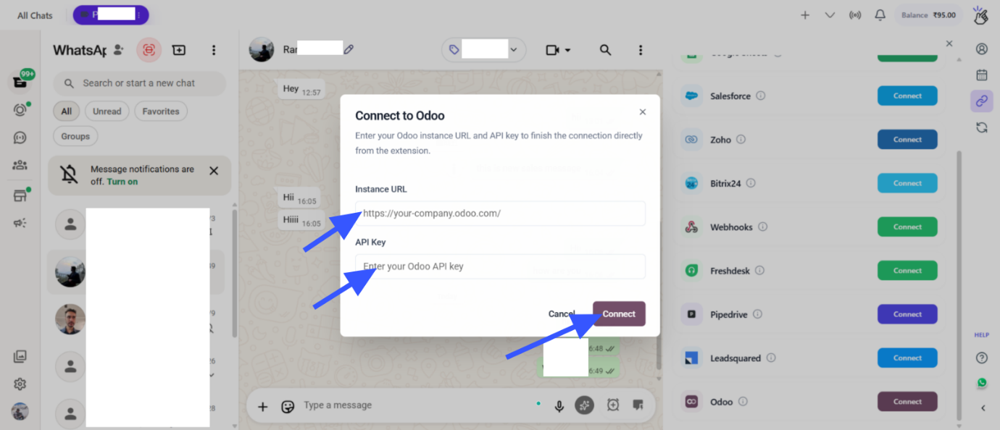 All Chats
P
Balance ₹95.00
WhatsAp
Ran
Search or start a new chat
All
Unread
Favorites
Groups
Message notifications are
off. Turn on
Hey 12:57
Hii 16:05
Hiiii 16:05
6:48
6:49
Type a message
Connect to Odoo
Enter your Odoo instance URL and API key to finish the connection directly
from the extension.
Instance URL
https://your-company.odoo.com/
API Key
Enter your Odoo API key
Cancel
Connect
Salesforce
Connect
Zoho
Connect
Bitrix24
Connect
Webhooks
Connect
Freshdesk
Connect
Pipedrive
Connect
Leadsquared
Connect
Odoo
Connect
99+
HELP